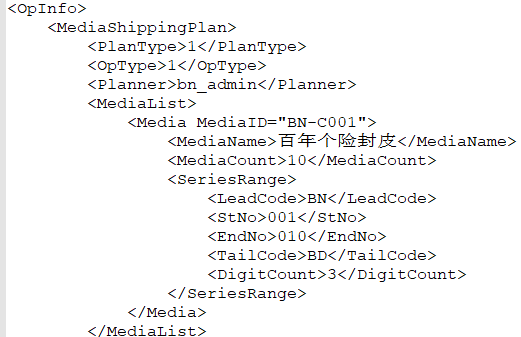 <OpInfo>
<MediaShippingPlan>
<PlanType>1</PlanType>
<OpType>1</OpType>
<Planner>bn_admin</Planner>
<MediaList>
<Media MediaID="BN-C001">
<MediaName>百年个险封皮</MediaName>
<MediaCount>10</MediaCount>
<SeriesRange>
<LeadCode>BN</LeadCode>
<StNo>001</StNo>
<EndNo>010</EndNo>
<TailCode>BD</TailCode>
<DigitCount>3</DigitCount>
</SeriesRange>
</Media>
</MediaList>